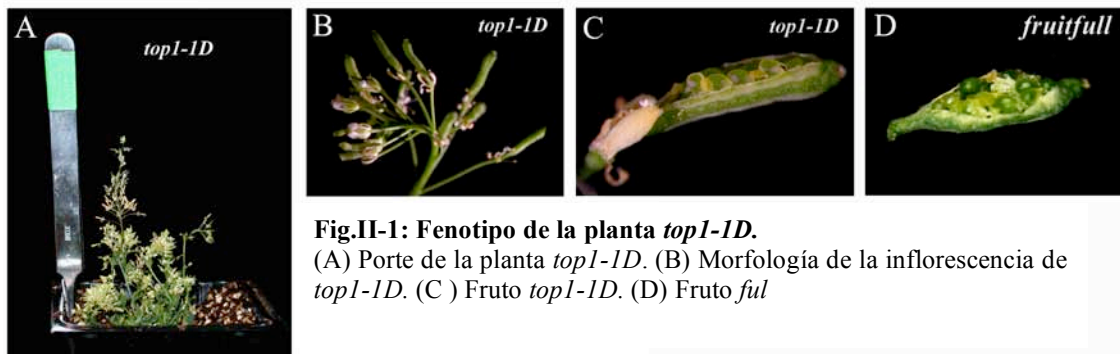 A
top1-1D
B
top1-1D
C
top1-1D
D
fruitfull
Fig.II-1: Fenotipo de la planta top1-1D.
(A) Porte de la planta top1-1D. (B) Morfología de la inflorescencia de
top1-1D. (C ) Fruto top1-1D. (D) Fruto ful